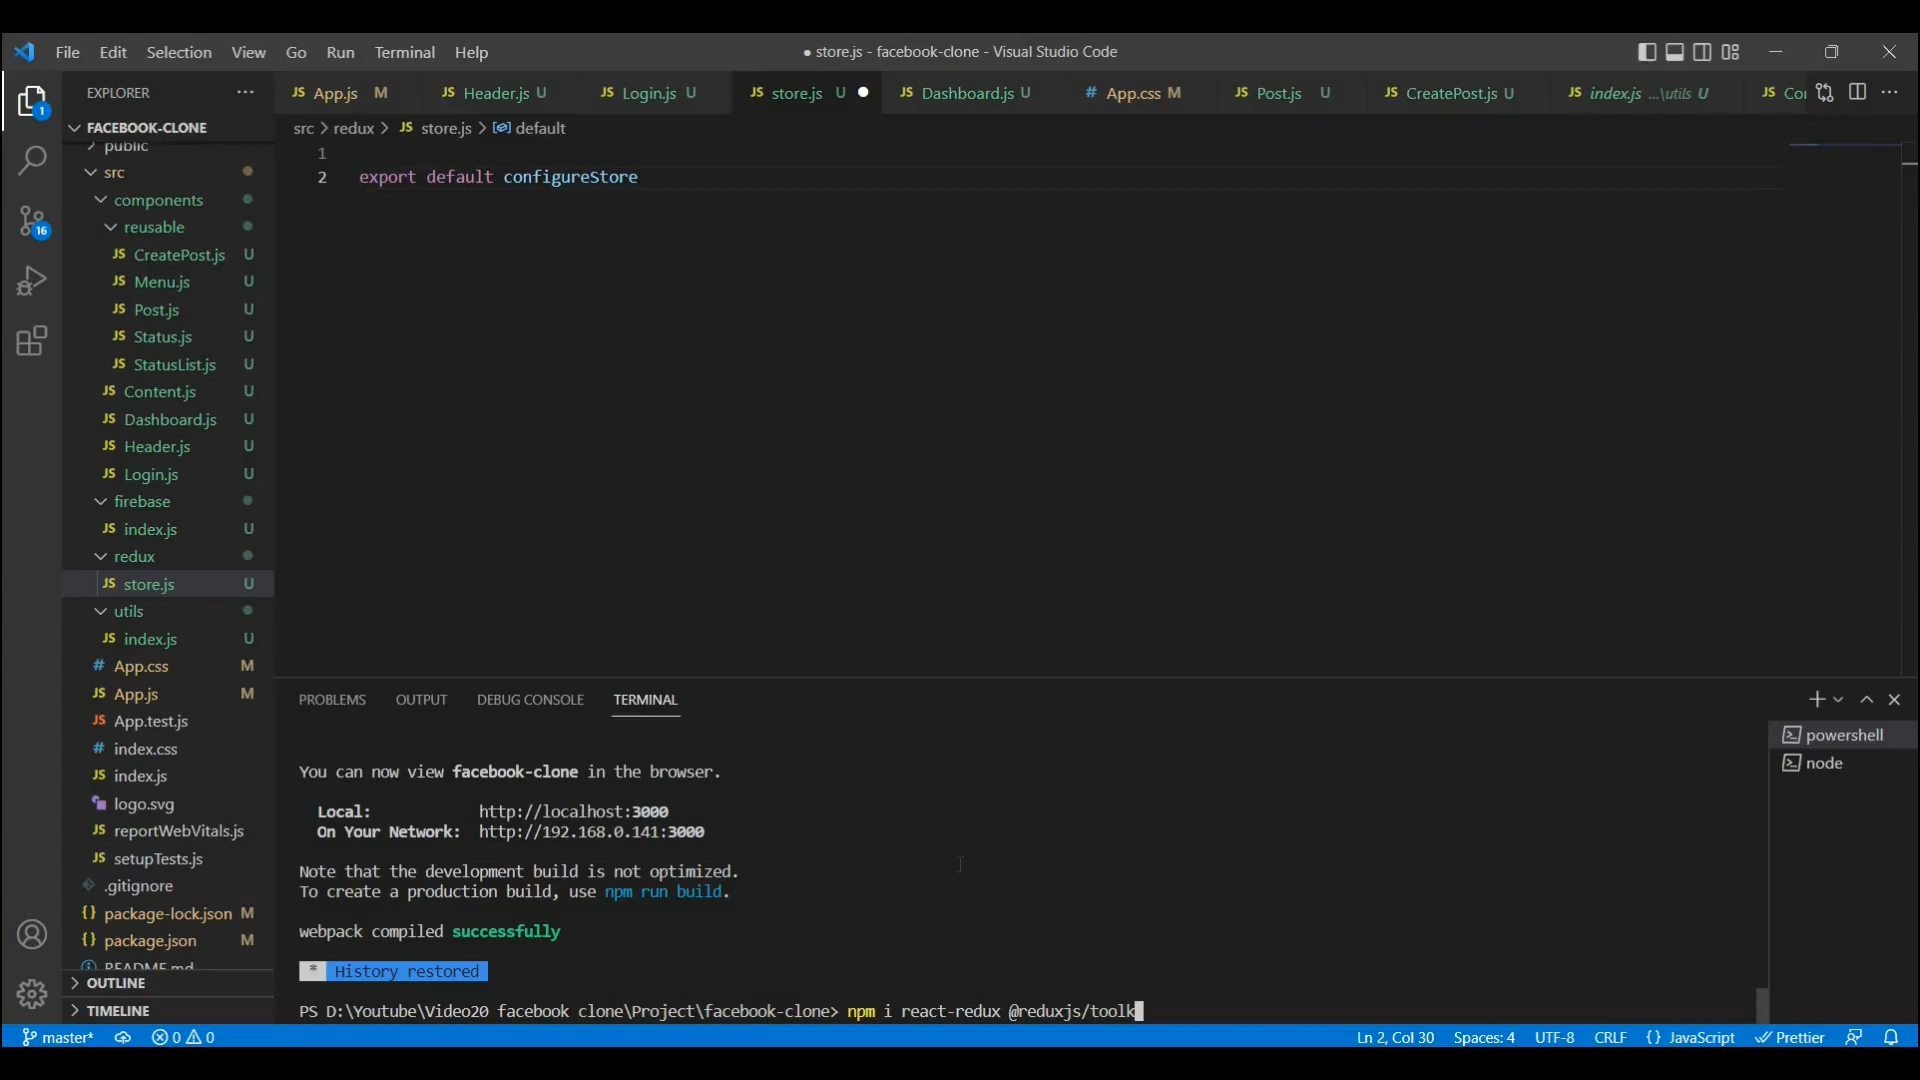 File Edit Selection View Go Run Terminal Help
● store.js - facebook-clone - Visual Studio Code
EXPLORER
FACEBOOK-CLONE
public
src
components
reusable
JS CreatePost.js U
JS Menu.js U
JS Post.js U
JS Status.js U
JS StatusList.js U
JS Content.js U
JS Dashboard.js U
JS Header.js U
JS Login.js U
firebase
JS index.js U
redux
JS store.js U
utils
JS index.js U
# App.css M
JS App.js M
JS App.test.js
# index.css
JS index.js
logo.svg
JS reportWebVitals.js
JS setupTests.js
.gitignore
{} package-lock.json M
{} package.json M
README.md
OUTLINE
TIMELINE
1
16
JS App.js M JS Header.js U JS Login.js U JS store.js U ● JS Dashboard.js U # App.css M JS Post.js U JS CreatePost.js U JS index.js ...\utils U JS Cor
src > redux > JS store.js > default
1
2 export default configureStore
PROBLEMS OUTPUT DEBUG CONSOLE TERMINAL
powershell
node
You can now view facebook-clone in the browser.
Local: http://localhost:3000
On Your Network: http://192.168.0.141:3000
Note that the development build is not optimized.
To create a production build, use npm run build.
webpack compiled successfully
* History restored
PS D:\Youtube\Video20 facebook clone\Project\facebook-clone> npm i react-redux @reduxjs/toolk
master* 0 0 Ln 2, Col 30 Spaces: 4 UTF-8 CRLF {} JavaScript Prettier